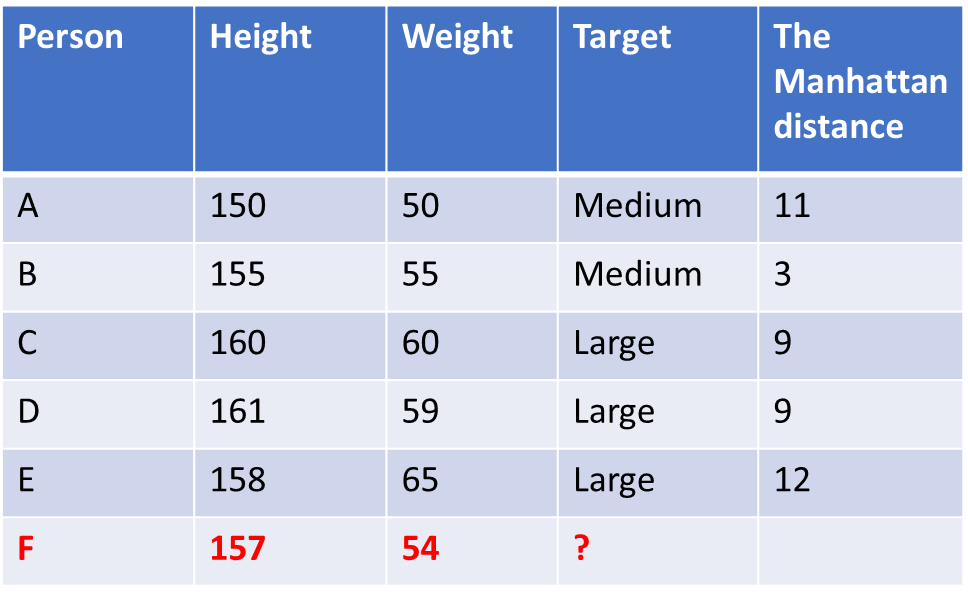 Person Height Weight Target The Manhattan distance
A 150 50 Medium 11
B 155 55 Medium 3
C 160 60 Large 9
D 161 59 Large 9
E 158 65 Large 12
F 157 54 ?